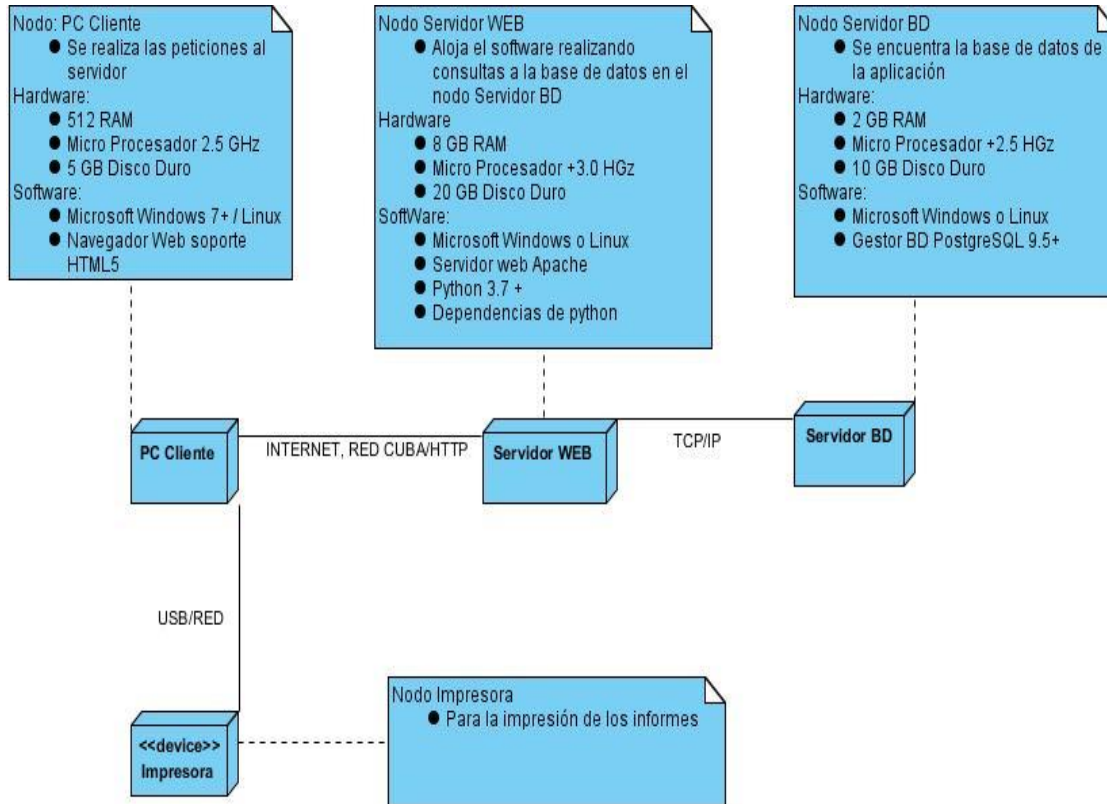 Nodo: PC Cliente
● Se realiza las peticiones al
servidor
Hardware:
● 512 RAM
● Micro Procesador 2.5 GHz
● 5 GB Disco Duro
Software:
● Microsoft Windows 7+ / Linux
● Navegador Web soporte
HTML5
Nodo Servidor WEB
● Aloja el software realizando
consultas a la base de datos en el
nodo Servidor BD
Hardware
● 8 GB RAM
● Micro Procesador +3.0 HGz
● 20 GB Disco Duro
SoftWare:
● Microsoft Windows o Linux
● Servidor web Apache
● Python 3.7 +
● Dependencias de python
Nodo Servidor BD
● Se encuentra la base de datos de
la aplicación
Hardware:
● 2 GB RAM
● Micro Procesador +2.5 HGz
● 10 GB Disco Duro
Software:
● Microsoft Windows o Linux
● Gestor BD PostgreSQL 9.5+
PC Cliente
INTERNET, RED CUBA/HTTP
Servidor WEB
TCP/IP
Servidor BD
USB/RED
<<device>>
Impresora
Nodo Impresora
● Para la impresión de los informes